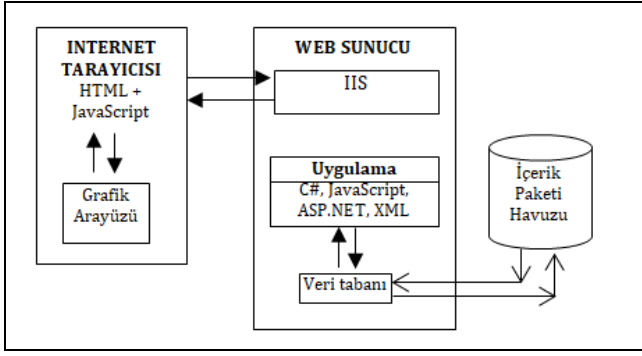 INTERNET
TARAYICISI
HTML +
JavaScript
Grafik
Arayüzü
WEB SUNUCU
IIS
Uygulama
C#, JavaScript,
ASP.NET, XML
Veri tabanı
İçerik
Paketi
Havuzu